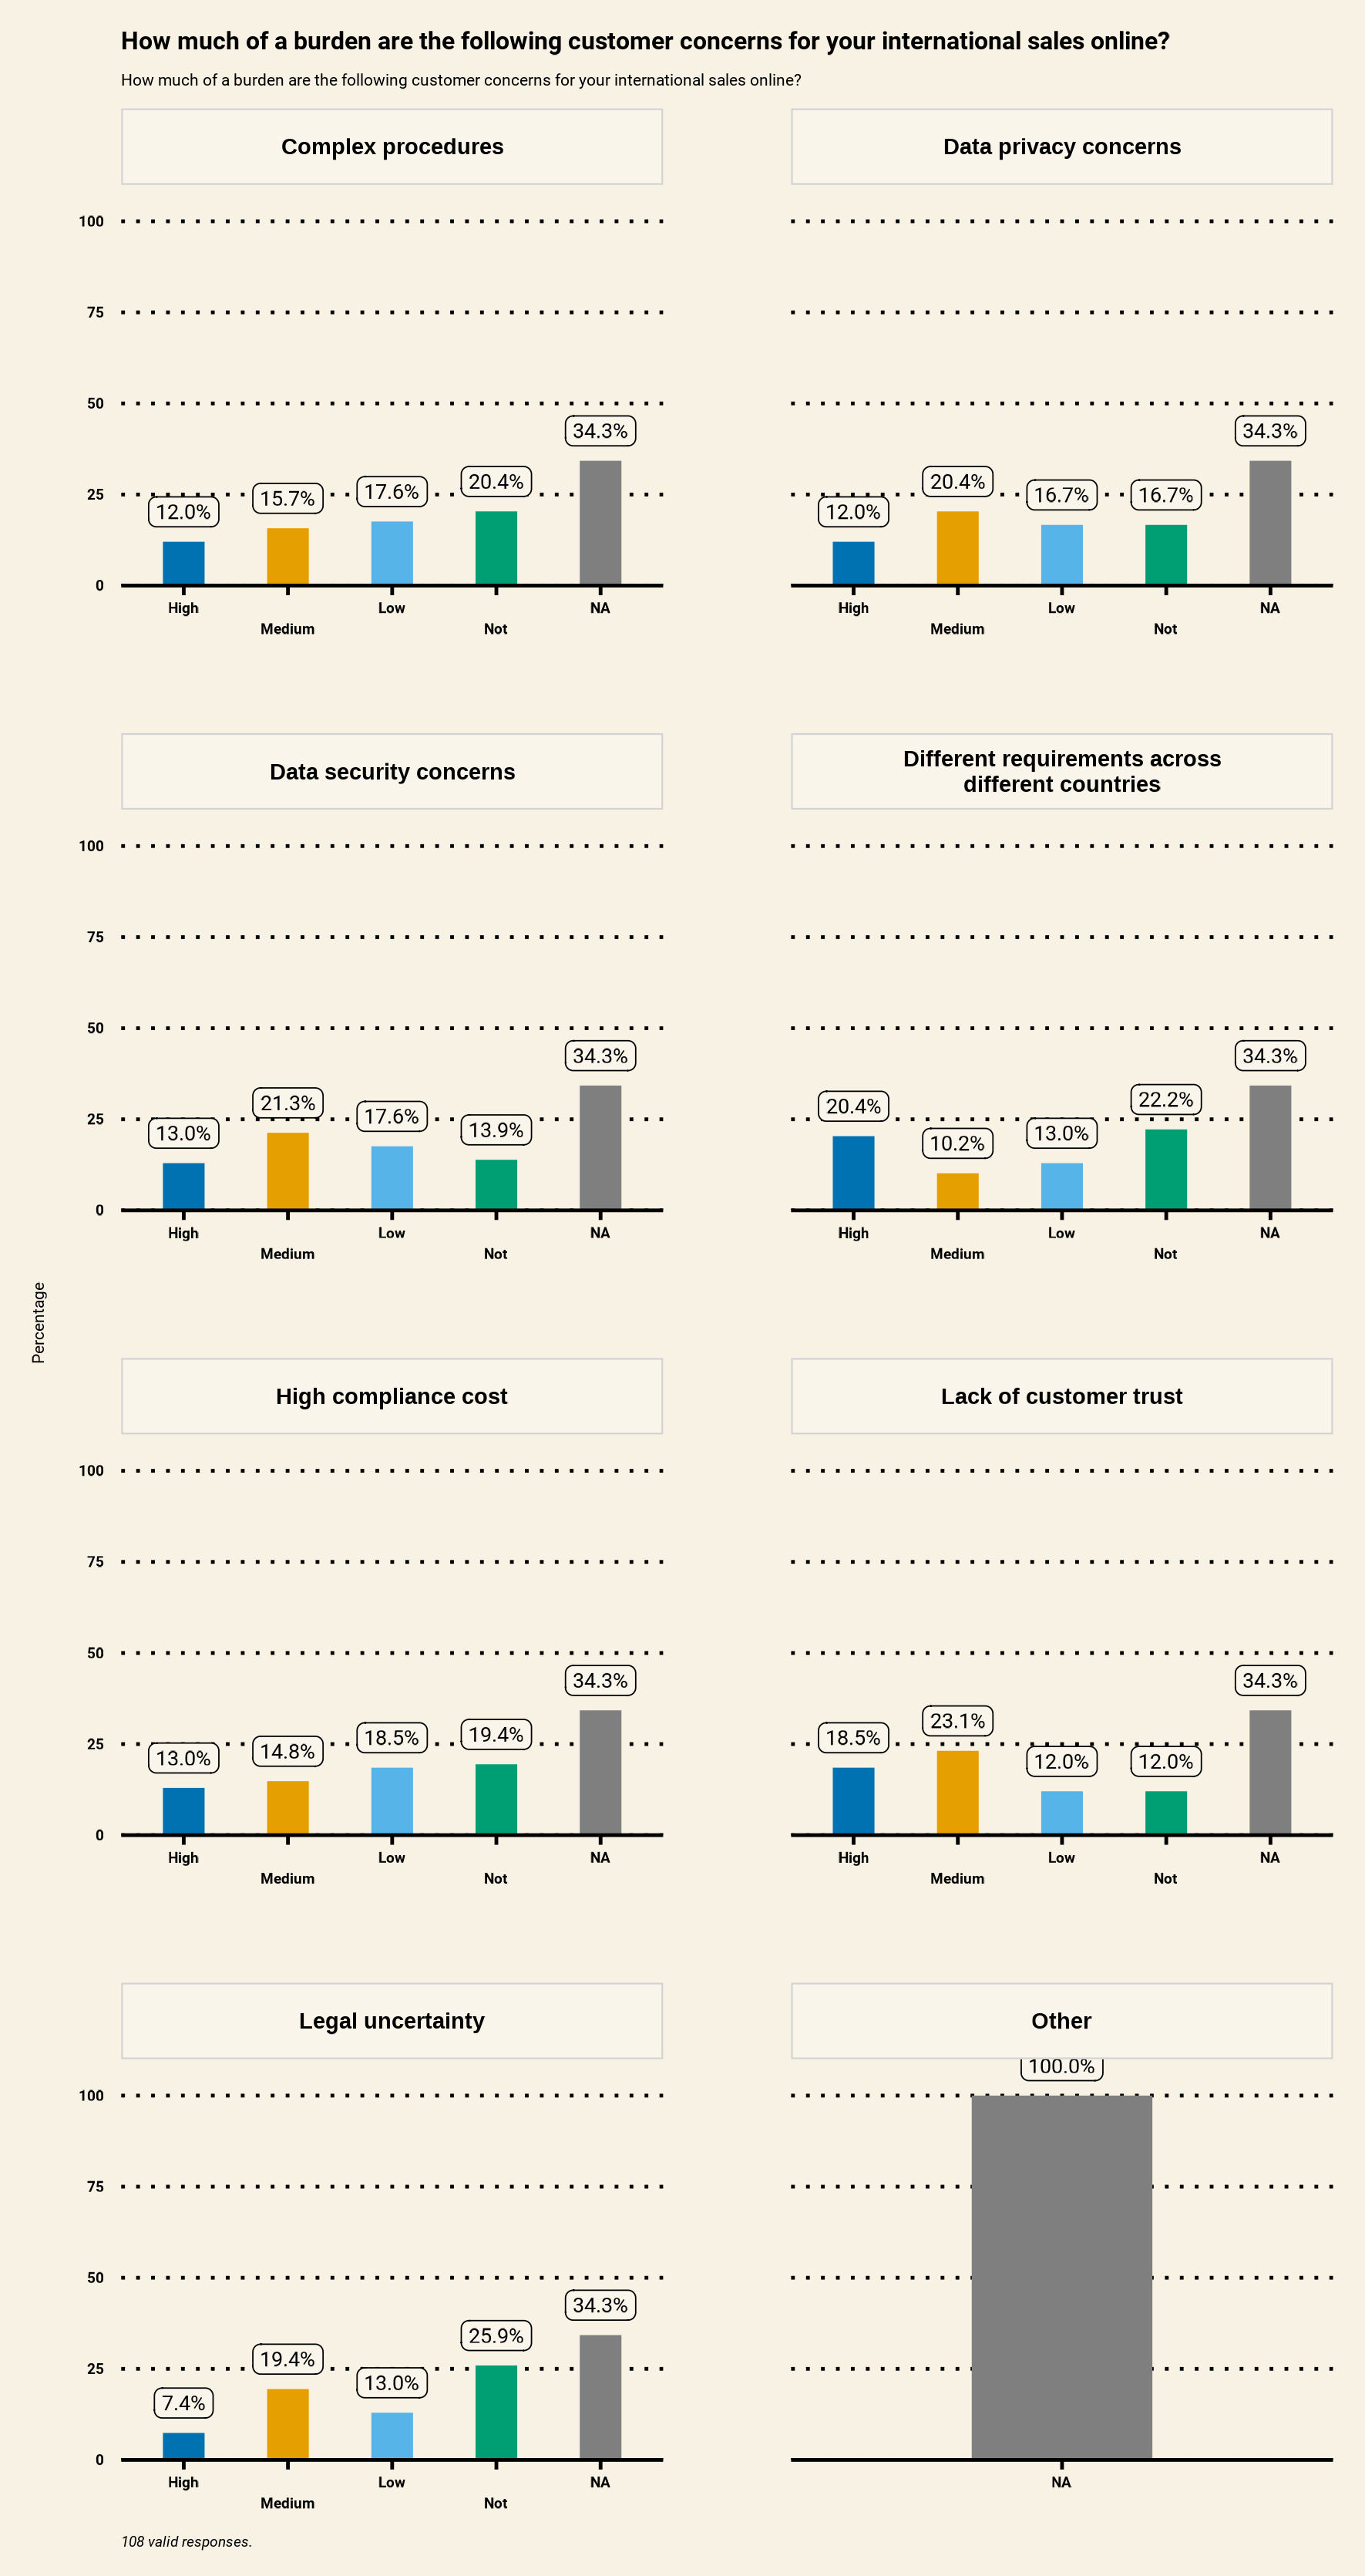 How much of a burden are the following customer concerns for your international sales online?
How much of a burden are the following customer concerns for your international sales online?
Complex procedures
100
75
50
25
0
12.0%
15.7%
17.6%
20.4%
34.3%
High
Medium
Low
Not
NA
Data privacy concerns
12.0%
20.4%
16.7%
16.7%
34.3%
High
Medium
Low
Not
NA
Data security concerns
100
75
50
25
0
13.0%
21.3%
17.6%
13.9%
34.3%
High
Medium
Low
Not
NA
Different requirements across
different countries
20.4%
10.2%
13.0%
22.2%
34.3%
High
Medium
Low
Not
NA
Percentage
High compliance cost
100
75
50
25
0
13.0%
14.8%
18.5%
19.4%
34.3%
High
Medium
Low
Not
NA
Lack of customer trust
18.5%
23.1%
12.0%
12.0%
34.3%
High
Medium
Low
Not
NA
Legal uncertainty
100
75
50
25
0
7.4%
19.4%
13.0%
25.9%
34.3%
High
Medium
Low
Not
NA
Other
100.0%
NA
108 valid responses.